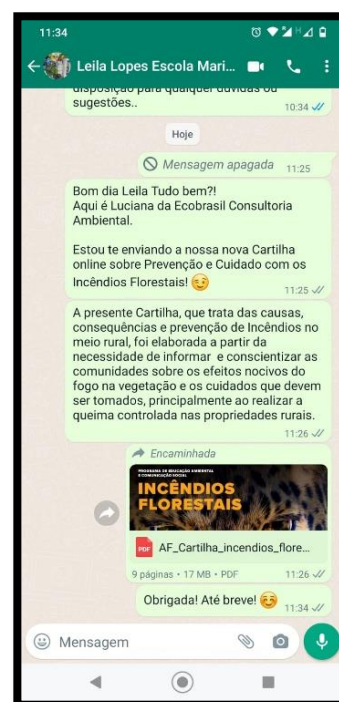 11:34
Leila Lopes Escola Mari...
disposição para qualquer dúvidas ou
sugestões..
10:34
Hoje
Mensagem apagada 11:25
Bom dia Leila Tudo bem?!
Aqui é Luciana da Ecobrasil Consultoria
Ambiental.
Estou te enviando a nossa nova Cartilha
online sobre Prevenção e Cuidado com os
Incêndios Florestais!
11:25
A presente Cartilha, que trata das causas,
consequências e prevenção de Incêndios no
meio rural, foi elaborada a partir da
necessidade de informar e conscientizar as
comunidades sobre os efeitos nocivos do
fogo na vegetação e os cuidados que devem
ser tomados, principalmente ao realizar a
queima controlada nas propriedades rurais.
11:26
Encaminhada
PROGRAMA DE EDUCAÇÃO AMBIENTAL
E COMUNICAÇÃO SOCIAL
INCÊNDIOS
FLORESTAIS
PDF AF_Cartilha_incendios_flore...
9 páginas • 17 MB • PDF 11:26
Obrigada! Até breve! 11:34
Mensagem